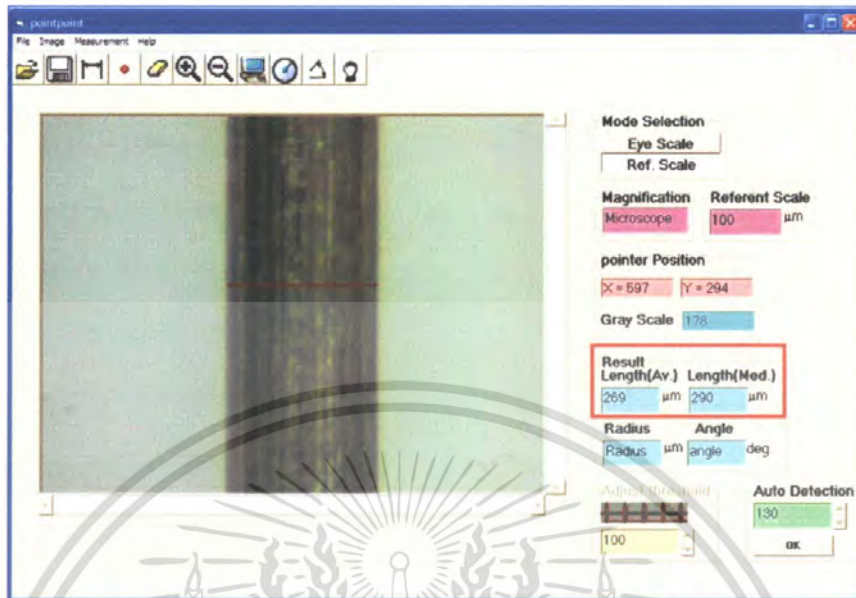 pointpoint
File Image Measurement Help
Mode Selection
Eye Scale
Ref. Scale
Magnification Referent Scale
Microscope 100 µm
pointer Position
X = 597 Y = 294
Gray Scale 178
Result
Length(Av.) Length(Med.)
269 µm 290 µm
Radius Angle
Radius µm angle deg
Adjust threshold Auto Detection
100 130
OK